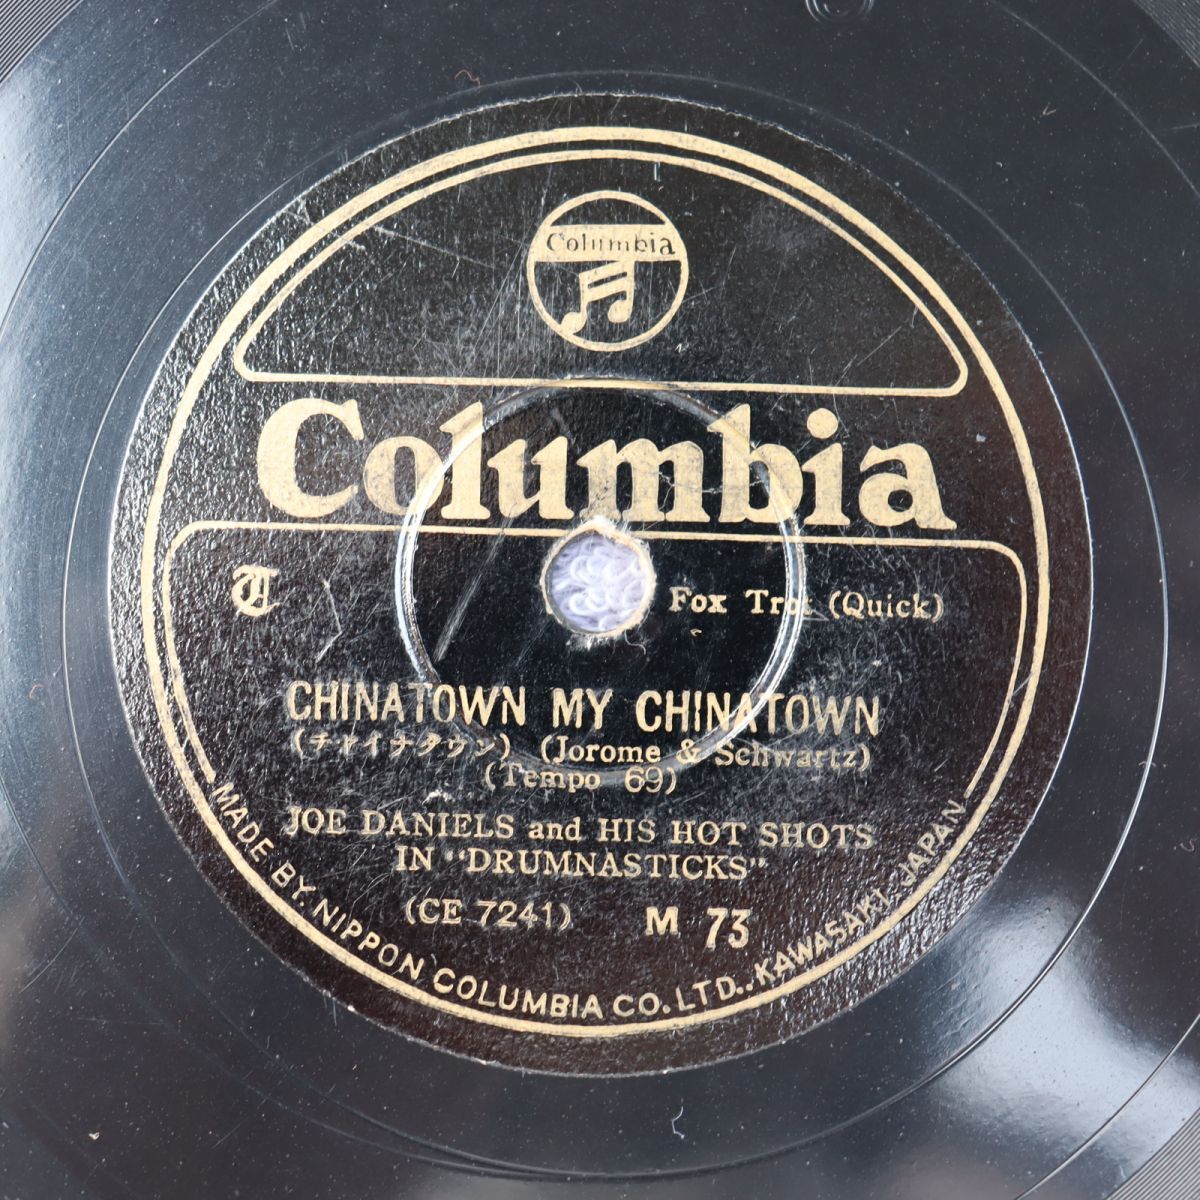 Columbia
Columbia
T Fox Trot (Quick)
CHINATOWN MY CHINATOWN
(チャイナタウン) (Jorome & Schwartz)
(Tempo 69)
JOE DANIELS and HIS HOT SHOTS
IN "DRUMNASTICKS"
(CE 7241) M 73
MADE BY. NIPPON COLUMBIA CO. LTD., KAWASAKI, JAPAN